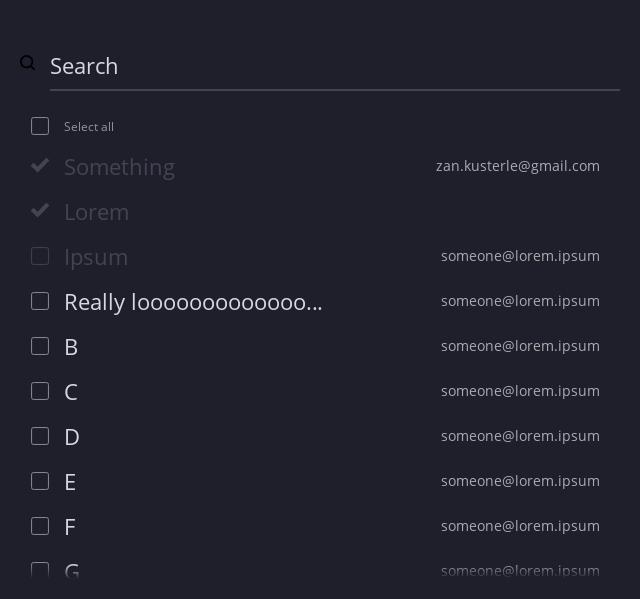 Search
Select all
Something zan.kusterle@gmail.com
Lorem
Ipsum someone@lorem.ipsum
Really looooooooooooo... someone@lorem.ipsum
B someone@lorem.ipsum
C someone@lorem.ipsum
D someone@lorem.ipsum
E someone@lorem.ipsum
F someone@lorem.ipsum
G someone@lorem.ipsum